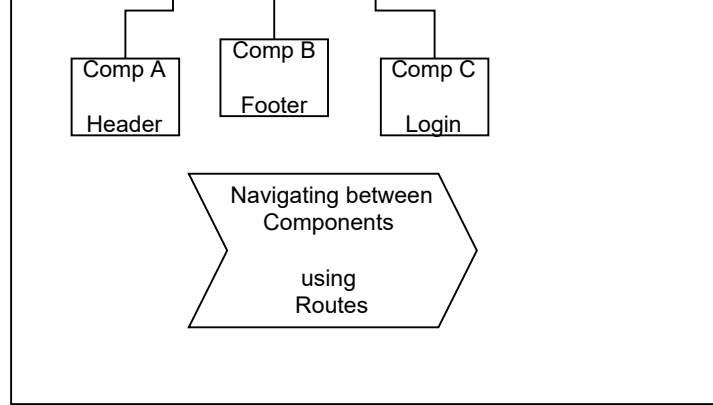 Comp A
Header
Comp B
Footer
Comp C
Login
Navigating between
Components
using
Routes